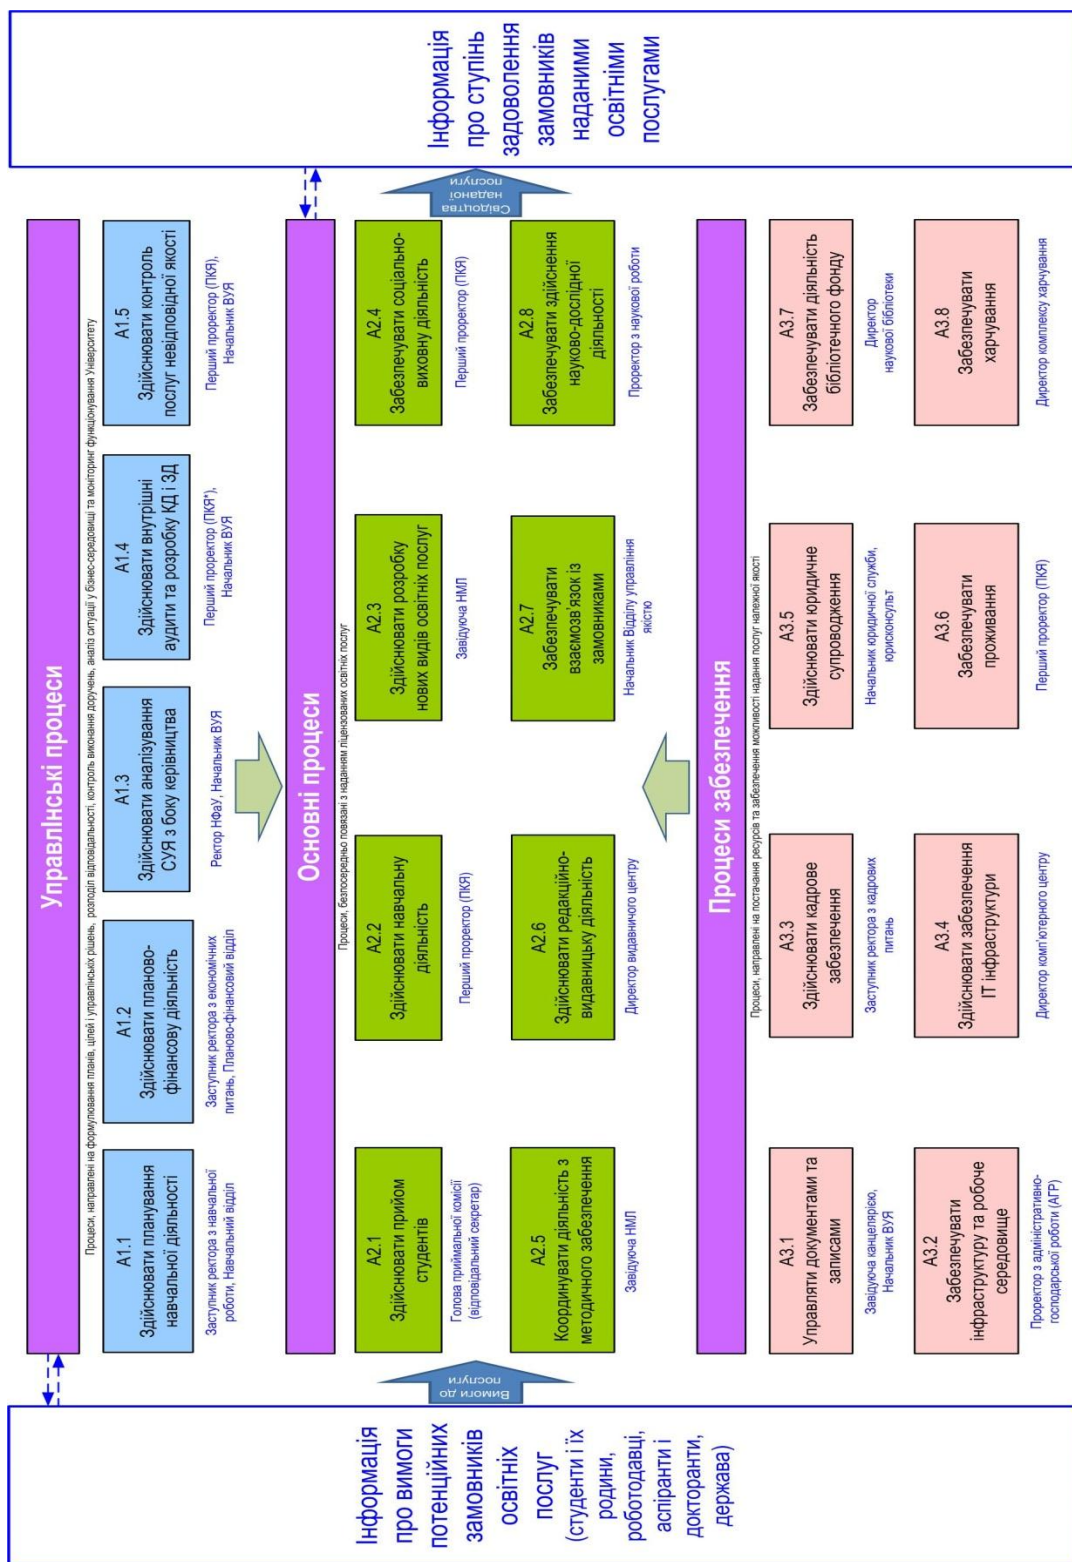 Інформація
про вимоги
потенційних
замовників
освітніх
послуг
(студенти і їх
родини,
роботодавці,
аспіранти і
докторанти,
держава)
Вимоги до
послуги
Управлінські процеси
Процеси, направлені на формулювання планів, цілей і управлінських рішень, розподіл відповідальності, контроль виконання доручень, аналіз ситуації у бізнес-середовищі та моніторинг функціонування Університету
А1.1
Здійснювати планування
навчальної діяльності
Заступник ректора з навчальної
роботи, Навчальний відділ
А1.2
Здійснювати планово-
фінансову діяльність
Заступник ректора з економічних
питань, Планово-фінансовий відділ
А1.3
Здійснювати аналізування
СУЯ з боку керівництва
Ректор НФаУ, Начальник ВУЯ
А1.4
Здійснювати внутрішні
аудити та розробку КД і ЗД
Перший проректор (ПКЯ*),
Начальник ВУЯ
А1.5
Здійснювати контроль
послуг невідповідної якості
Перший проректор (ПКЯ),
Начальник ВУЯ
Основні процеси
Процеси, безпосередньо повязані з наданням ліцензованих освітніх послуг
А2.1
Здійснювати прийом
студентів
Голова приймальної комісії
(відповідальний секретар)
А2.2
Здійснювати навчальну
діяльність
Перший проректор (ПКЯ)
А2.3
Здійснювати розробку
нових видів освітніх послуг
Завідуюча НМЛ
А2.4
Забезпечувати соціально-
виховну діяльність
Перший проректор (ПКЯ)
А2.5
Координувати діяльність з
методичного забезпечення
Завідуюча НМЛ
А2.6
Здійснювати редакційно-
видавницьку діяльність
Директор видавничого центру
А2.7
Забезпечувати
взаємозв'язок із
замовниками
Начальник Відділу управління
якістю
А2.8
Забезпечувати здійснення
науково-дослідної
діяльності
Проректор з наукової роботи
Процеси забезпечення
Процеси, направлені на постачання ресурсів та забезпечення можливості надання послуг належної якості
А3.1
Управляти документами та
записами
Завідуюча канцелярією,
Начальник ВУЯ
А3.3
Здійснювати кадрове
забезпечення
Заступник ректора з кадрових
питань
А3.5
Здійснювати юридичне
супроводження
Начальник юридичної служби,
юрисконсульт
А3.7
Забезпечувати діяльність
бібліотечного фонду
Директор
наукової бібліотеки
А3.2
Забезпечувати
інфраструктуру та робоче
середовище
Проректор з адміністративно-
господарської роботи (АГР)
А3.4
Здійснювати забезпечення
ІТ інфраструктури
Директор комп'ютерного центру
А3.6
Забезпечувати
проживання
Перший проректор (ПКЯ)
А3.8
Забезпечувати
харчування
Директор комплексу харчування
Свідоцтва
наданої
послуги
Інформація
про ступінь
задоволення
замовників
наданими
освітніми
послугами